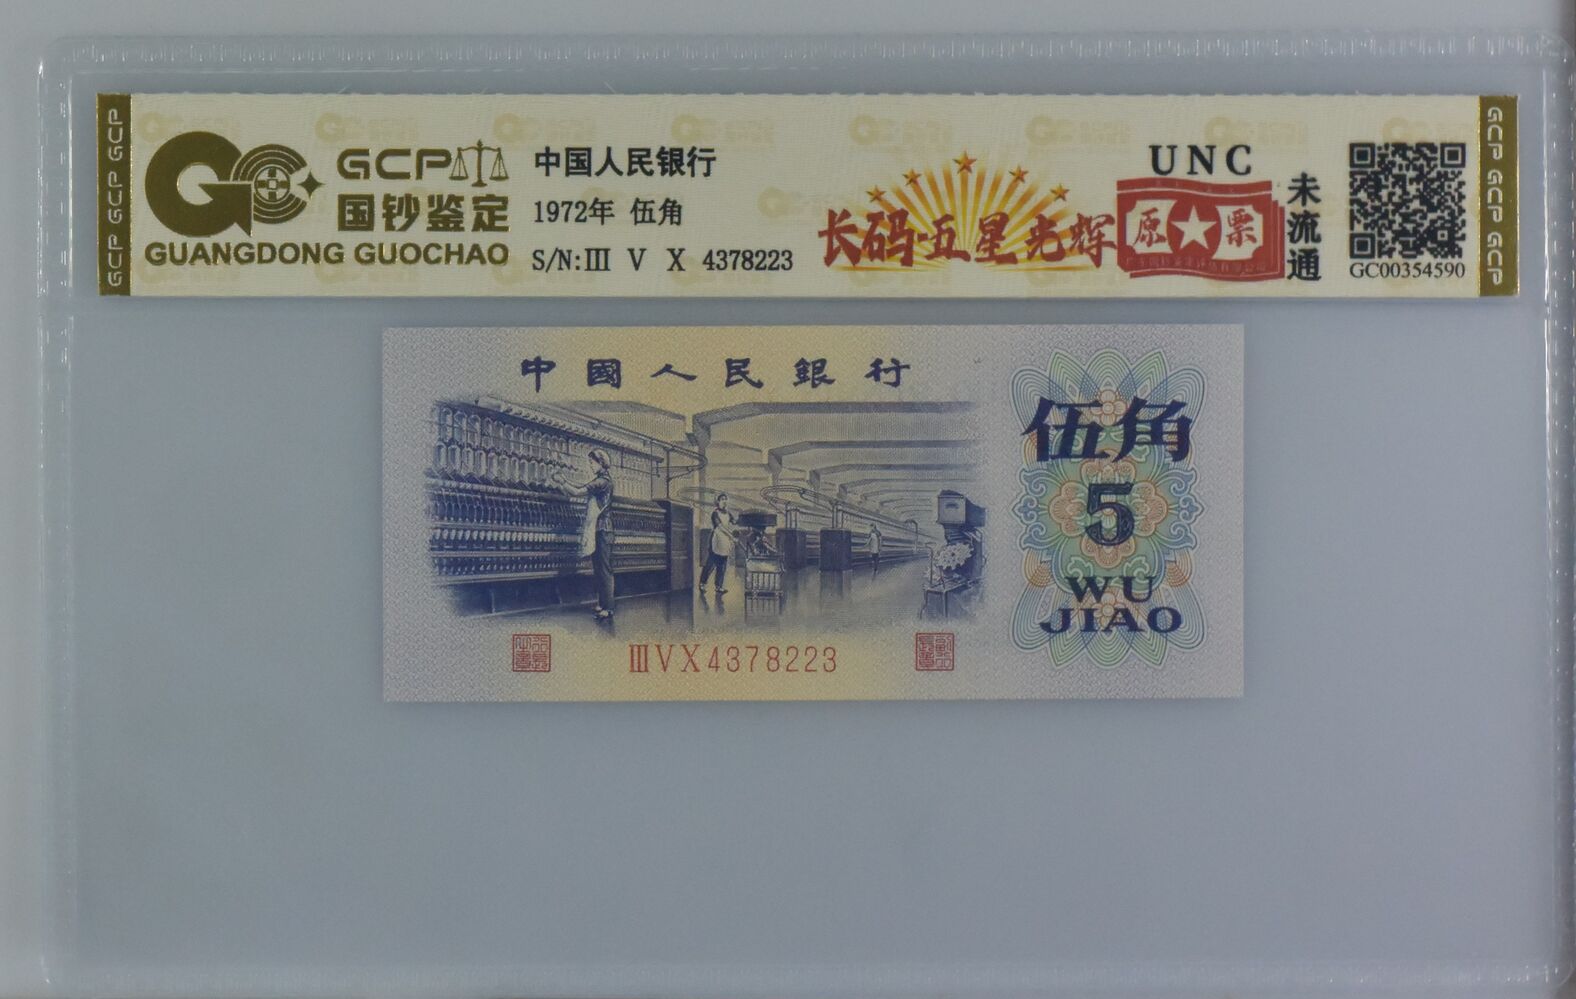 GCP GCP GCP
GCP
国钞鉴定
GUANGDONG GUOCHAO
中国人民银行
1972年 伍角
S/N:III V X 4378223
长码·五星光辉
UNC
原票
未流通
GC00354590
GCP GCP GCP
中國人民銀行
伍角
5
WU
JIAO
IIIVX4378223